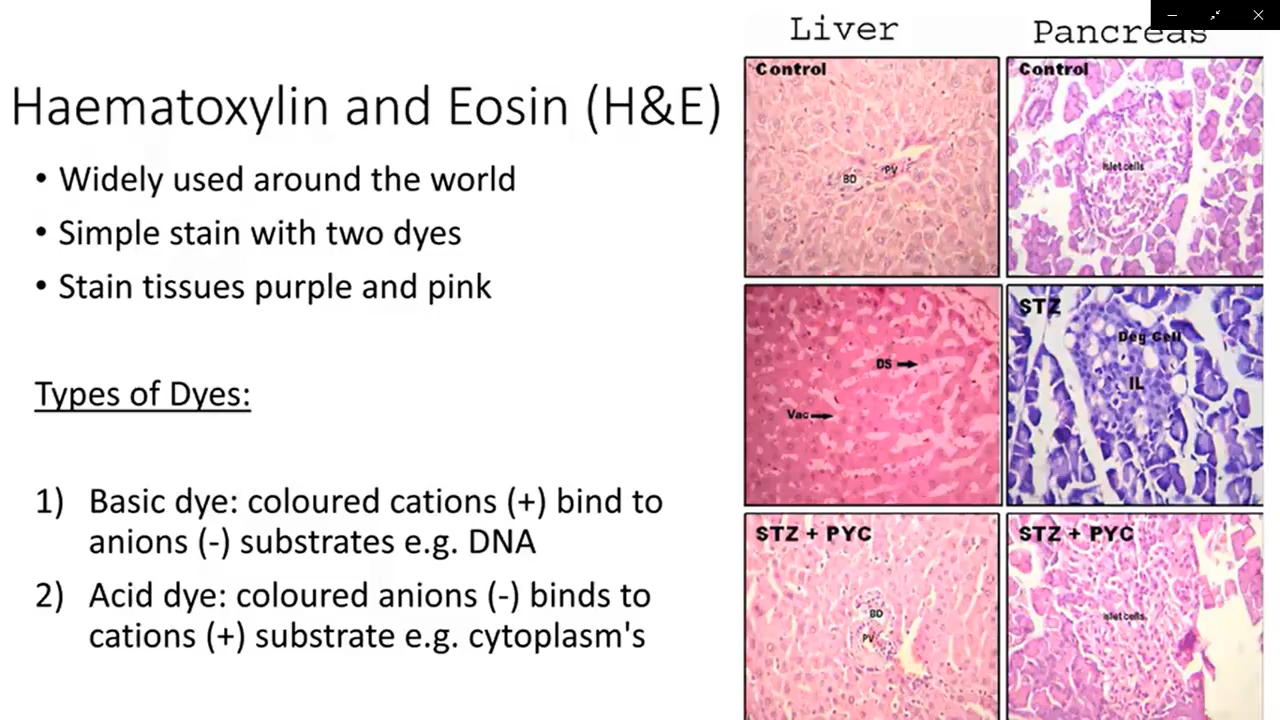 Liver
Pancreas
Haematoxylin and Eosin (H&E)
• Widely used around the world
• Simple stain with two dyes
• Stain tissues purple and pink
Types of Dyes:
1) Basic dye: coloured cations (+) bind to
anions (-) substrates e.g. DNA
2) Acid dye: coloured anions (-) binds to
cations (+) substrate e.g. cytoplasm's
Control
BD
PV
Control
Islet cells
DS
Vac
STZ
Deg Cell
IL
STZ + PYC
BD
PV
STZ + PYC
Islet cells